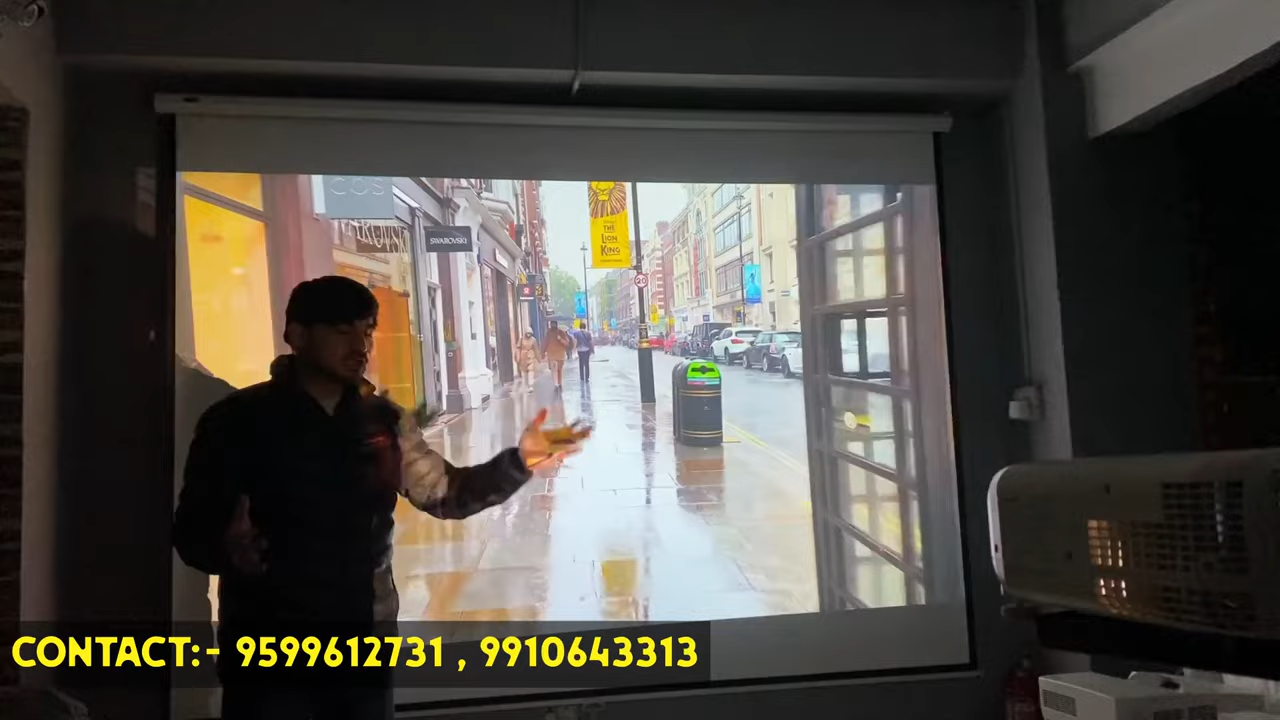 COS
SWAROVSKI
THE
LION
KING
20
CONTACT:- 9599612731 , 9910643313